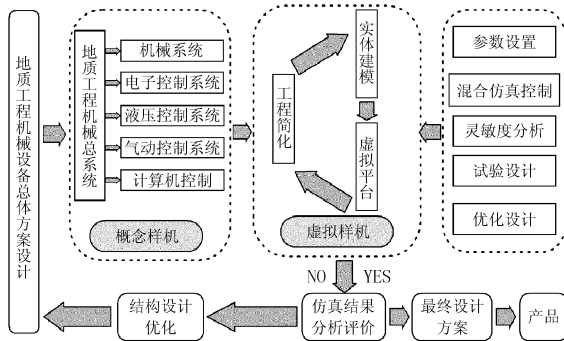 地质工程机械设备总体方案设计
地质工程机械总系统
机械系统
电子控制系统
液压控制系统
气动控制系统
计算机控制
概念样机
工程简化
实体建模
虚拟平台
虚拟样机
参数设置
混合仿真控制
灵敏度分析
试验设计
优化设计
NO YES
结构设计
优化
仿真结果
分析评价
最终设计
方案
产品